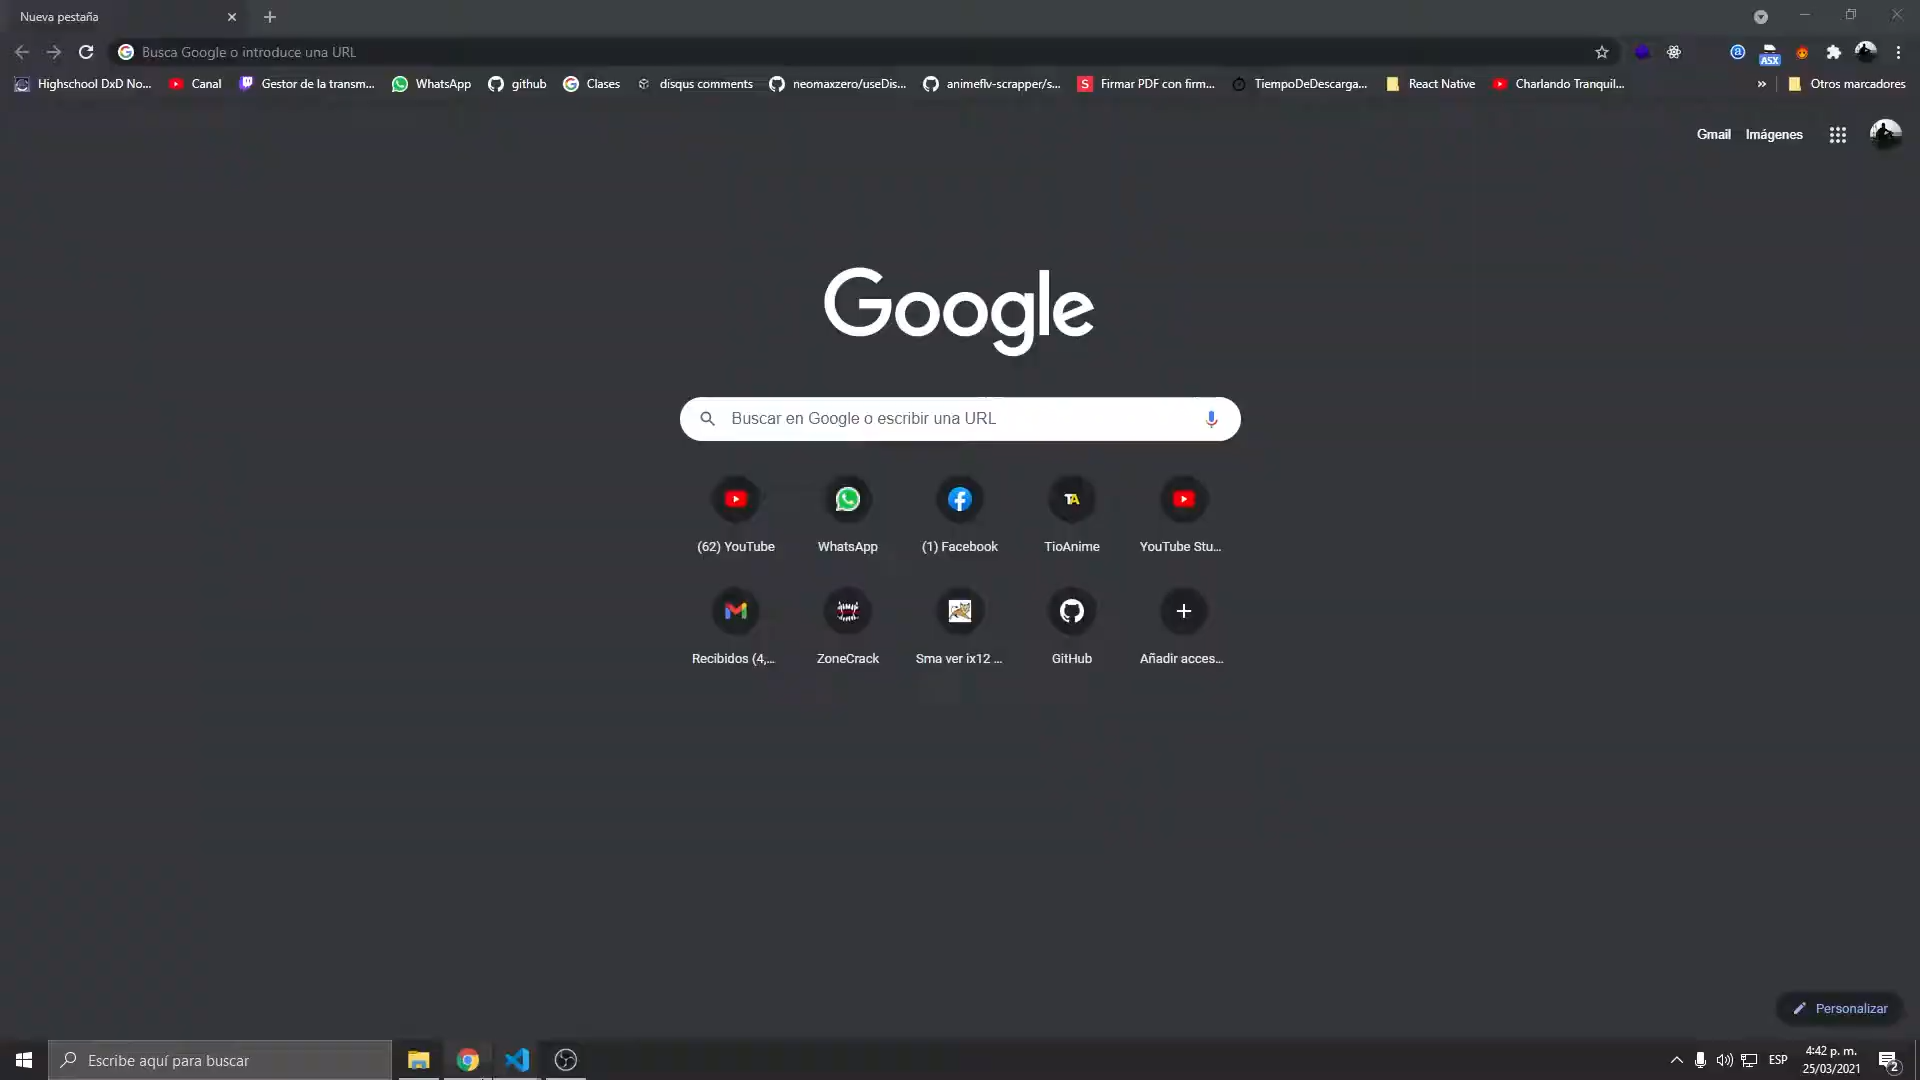 Nueva pestaña
Busca Google o introduce una URL
Highschool DxD No... Canal Gestor de la transm... WhatsApp github Clases disqus comments neomaxzero/useDis... animeflv-scrapper/s... Firmar PDF con firm... TiempoDeDescarga... React Native Charlando Tranquil... » Otros marcadores
ASX
Gmail Imágenes
Google
Buscar en Google o escribir una URL
(62) YouTube WhatsApp (1) Facebook TioAnime YouTube Stu...
Recibidos (4,... ZoneCrack Sma ver ix12 ... GitHub Añadir acces...
Personalizar
Escribe aquí para buscar
ESP
4:42 p. m.
25/03/2021
2